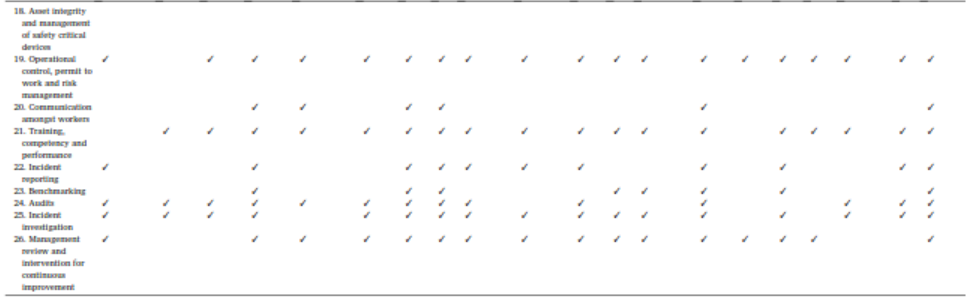 18. Asset integrity
and management
of safety critical
devices
19. Operational ✓ ✓ ✓ ✓ ✓ ✓ ✓ ✓ ✓ ✓ ✓ ✓ ✓ ✓ ✓ ✓ ✓ ✓ ✓
control, permit to
work and risk
management
20. Communication ✓ ✓ ✓ ✓ ✓ ✓
amongst workers
21. Training, ✓ ✓ ✓ ✓ ✓ ✓ ✓ ✓ ✓ ✓ ✓ ✓ ✓ ✓ ✓ ✓ ✓ ✓
competency and
performance
22. Incident ✓ ✓ ✓ ✓ ✓ ✓ ✓ ✓ ✓ ✓ ✓
reporting
23. Benchmarking ✓ ✓ ✓ ✓ ✓ ✓ ✓ ✓
24. Audits ✓ ✓ ✓ ✓ ✓ ✓ ✓ ✓ ✓ ✓ ✓ ✓ ✓ ✓
25. Incident ✓ ✓ ✓ ✓ ✓ ✓ ✓ ✓ ✓ ✓ ✓ ✓ ✓ ✓ ✓ ✓ ✓
investigation
26. Management ✓ ✓ ✓ ✓ ✓ ✓ ✓ ✓ ✓ ✓ ✓ ✓ ✓ ✓ ✓ ✓
review and
intervention for
continuous
improvement